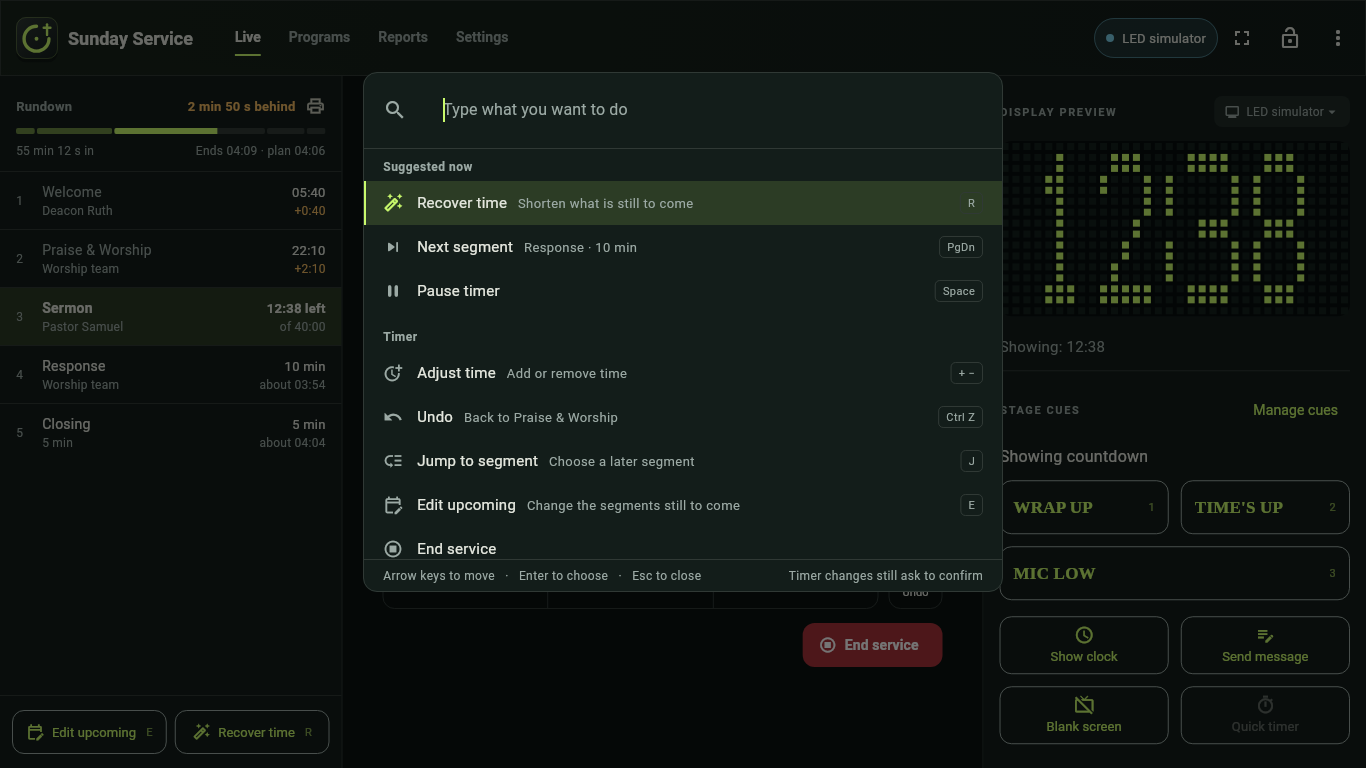 Sunday Service
Live
Programs
Reports
Settings
LED simulator
Rundown
2 min 50 s behind
55 min 12 s in
Ends 04:09 · plan 04:06
1
Welcome
05:40
Deacon Ruth
+0:40
2
Praise & Worship
22:10
Worship team
+2:10
3
Sermon
12:38 left
Pastor Samuel
of 40:00
4
Response
10 min
Worship team
about 03:54
5
Closing
5 min
5 min
about 04:04
Edit upcoming E
Recover time R
Type what you want to do
Suggested now
Recover time Shorten what is still to come R
Next segment Response · 10 min PgDn
Pause timer Space
Timer
Adjust time Add or remove time + −
Undo Back to Praise & Worship Ctrl Z
Jump to segment Choose a later segment J
Edit upcoming Change the segments still to come E
End service
Arrow keys to move · Enter to choose · Esc to close
Timer changes still ask to confirm
Undo
End service
DISPLAY PREVIEW
LED simulator
12:38
Showing: 12:38
STAGE CUES
Manage cues
Showing countdown
WRAP UP 1
TIME'S UP 2
MIC LOW 3
Show clock
Send message
Blank screen
Quick timer